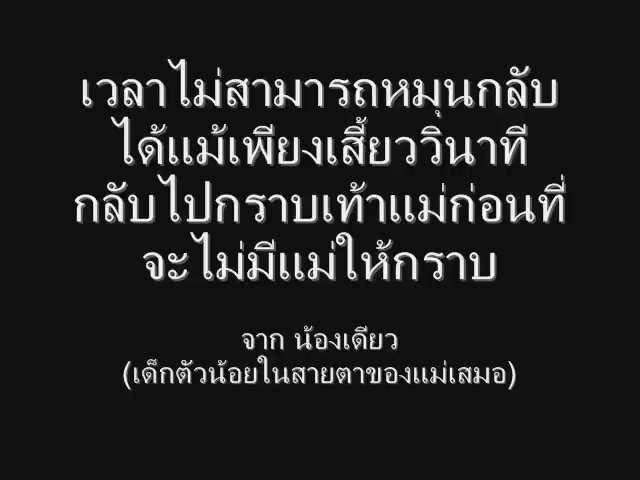 เวลาไม่สามารถหมุนกลับ
ได้แม้เพียงเสี้ยววินาที
กลับไปกราบเท้าแม่ก่อนที่
จะไม่มีแม่ให้กราบ
จาก น้องเดียว
(เด็กตัวน้อยในสายตาของแม่เสมอ)